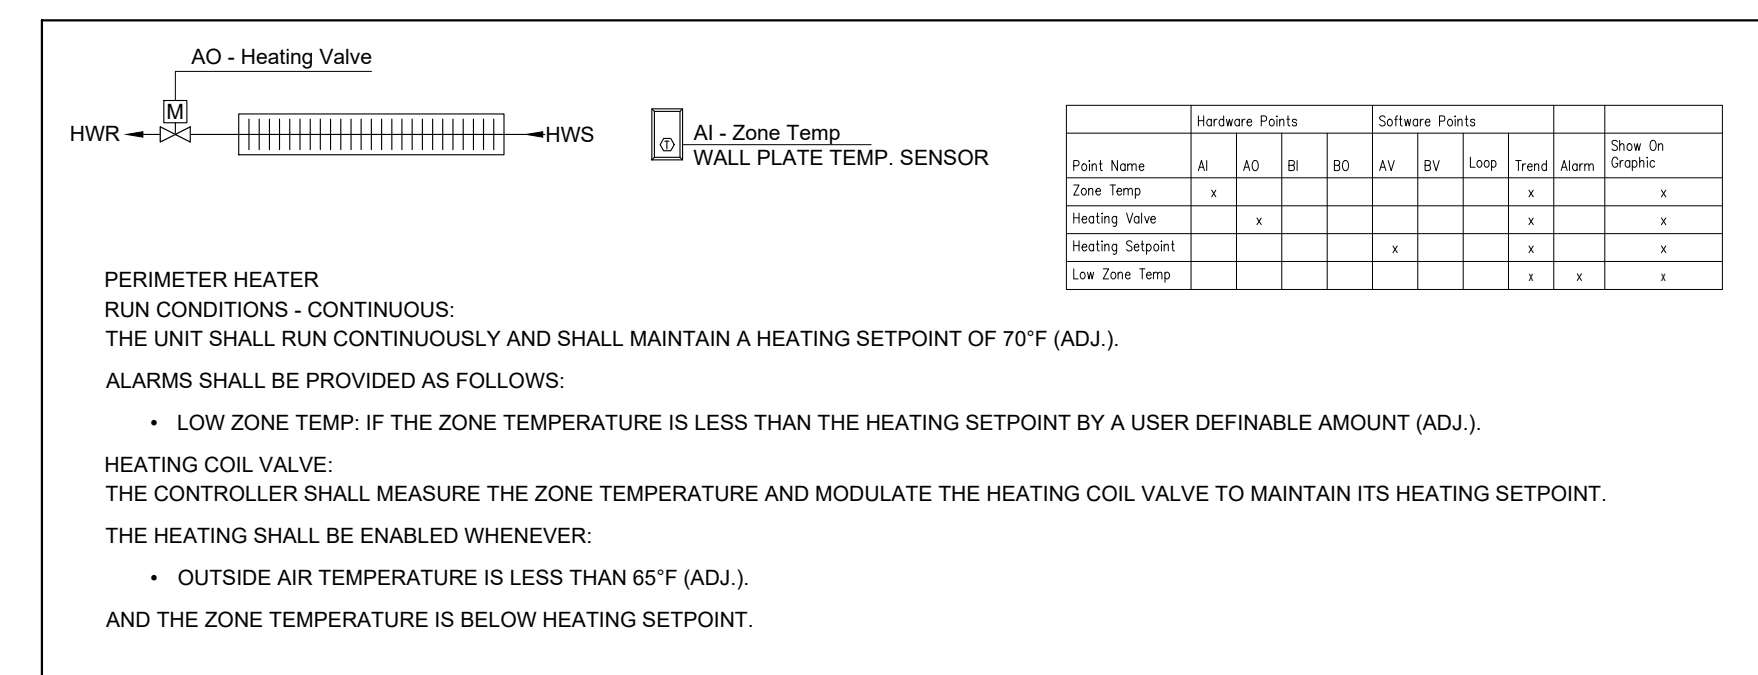 AO - Heating Valve
M
HWR
HWS
T
AI - Zone Temp
WALL PLATE TEMP. SENSOR
Hardware Points Software Points
Point Name AI AO BI BO AV BV Loop Trend Alarm Show On Graphic
Zone Temp x x x
Heating Valve x x x
Heating Setpoint x x x
Low Zone Temp x x x
PERIMETER HEATER
RUN CONDITIONS - CONTINUOUS:
THE UNIT SHALL RUN CONTINUOUSLY AND SHALL MAINTAIN A HEATING SETPOINT OF 70°F (ADJ.).
ALARMS SHALL BE PROVIDED AS FOLLOWS:
• LOW ZONE TEMP: IF THE ZONE TEMPERATURE IS LESS THAN THE HEATING SETPOINT BY A USER DEFINABLE AMOUNT (ADJ.).
HEATING COIL VALVE:
THE CONTROLLER SHALL MEASURE THE ZONE TEMPERATURE AND MODULATE THE HEATING COIL VALVE TO MAINTAIN ITS HEATING SETPOINT.
THE HEATING SHALL BE ENABLED WHENEVER:
• OUTSIDE AIR TEMPERATURE IS LESS THAN 65°F (ADJ.).
AND THE ZONE TEMPERATURE IS BELOW HEATING SETPOINT.